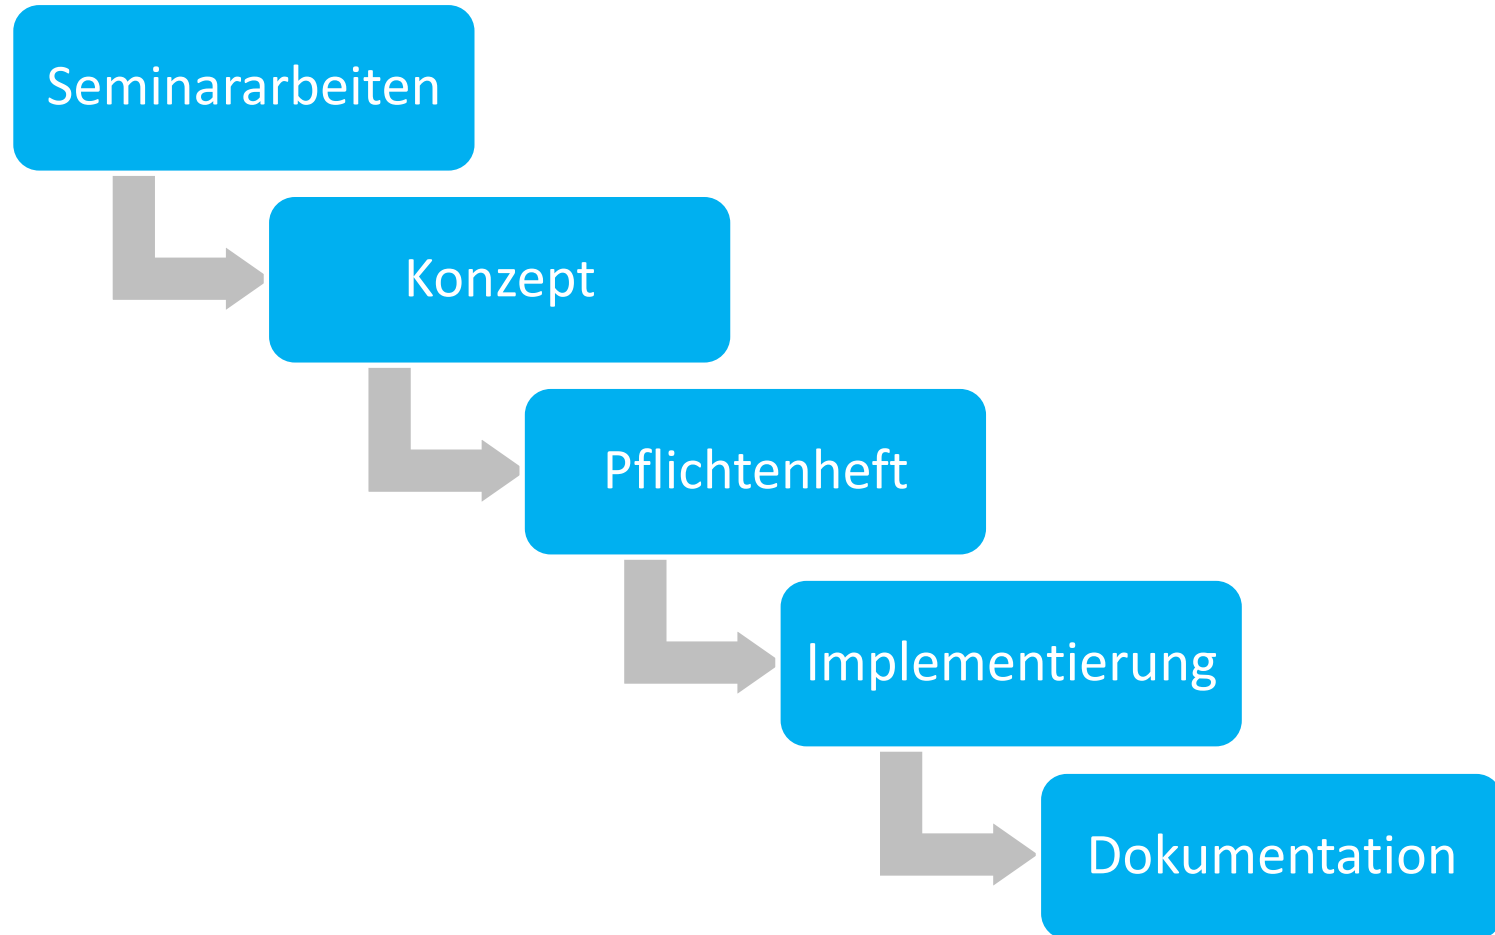 Seminararbeiten
Konzept
Pflichtenheft
Implementierung
Dokumentation